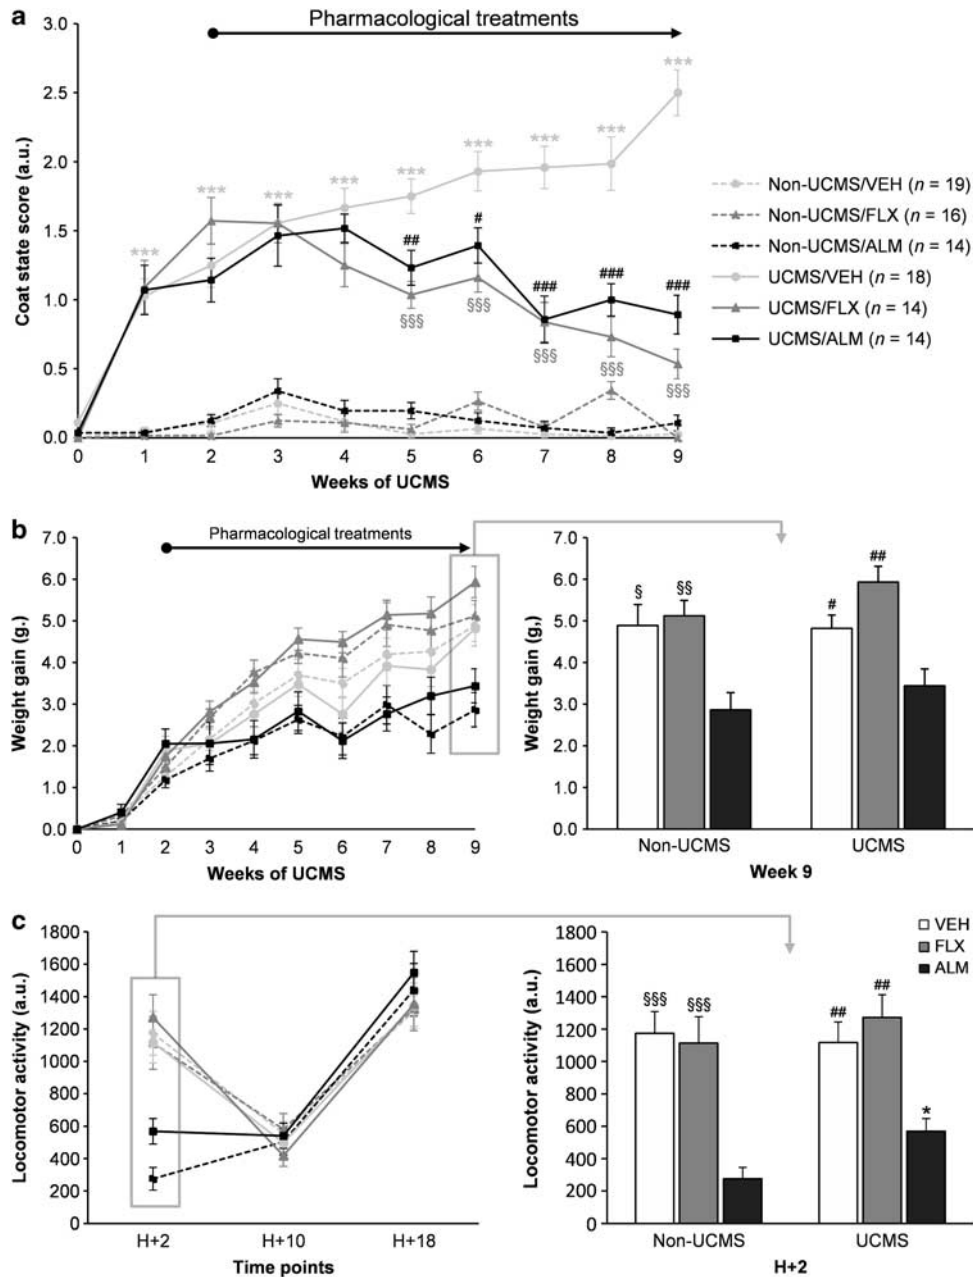 a
Pharmacological treatments
3.0
2.5
2.0
1.5
1.0
0.5
0.0
Coat state score (a.u.)
*** *** *** *** *** *** *** *** ***
## # ### ### ###
§§§ §§§ §§§ §§§ §§§
0 1 2 3 4 5 6 7 8 9
Weeks of UCMS
Non-UCMS/VEH (n = 19)
Non-UCMS/FLX (n = 16)
Non-UCMS/ALM (n = 14)
UCMS/VEH (n = 18)
UCMS/FLX (n = 14)
UCMS/ALM (n = 14)
b
Pharmacological treatments
7.0
6.0
5.0
4.0
3.0
2.0
1.0
0.0
Weight gain (g.)
0 1 2 3 4 5 6 7 8 9
Weeks of UCMS
7.0
6.0
5.0
4.0
3.0
2.0
1.0
0.0
Weight gain (g.)
§ §§ # ##
Non-UCMS UCMS
Week 9
c
1800
1600
1400
1200
1000
800
600
400
200
0
Locomotor activity (a.u.)
H+2 H+10 H+18
Time points
1800
1600
1400
1200
1000
800
600
400
200
0
Locomotor activity (a.u.)
§§§ §§§ ## ## *
Non-UCMS UCMS
H+2
VEH
FLX
ALM